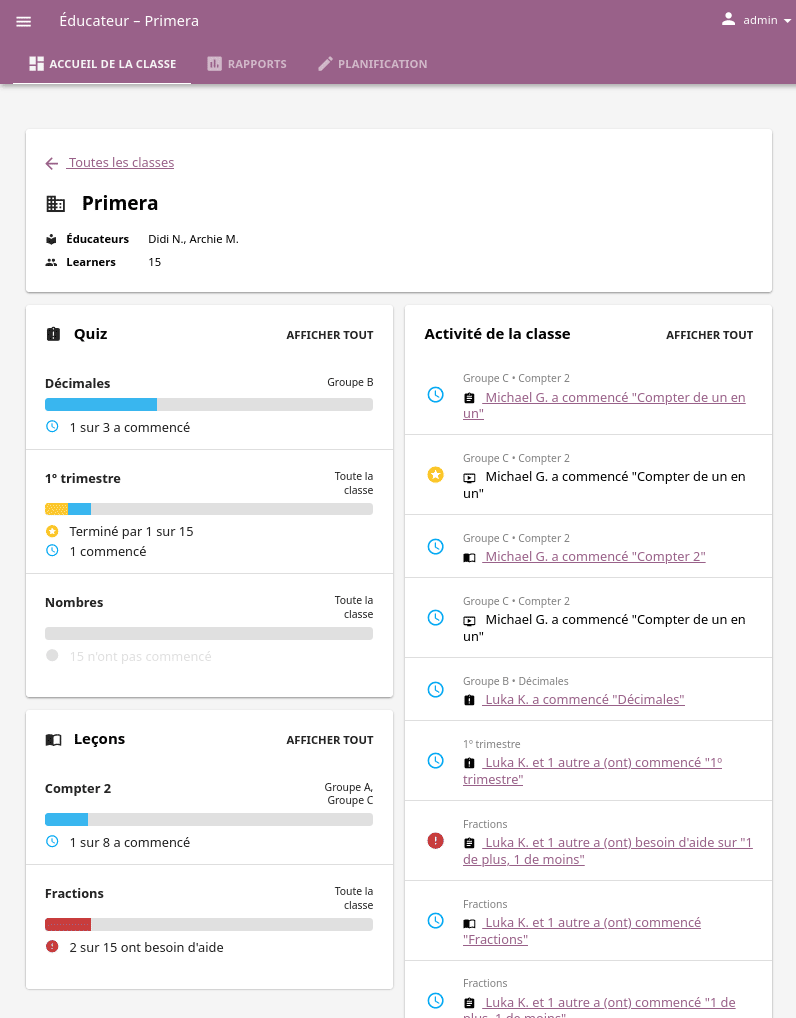 Éducateur – Primera
admin
ACCUEIL DE LA CLASSE
RAPPORTS
PLANIFICATION
Toutes les classes
Primera
Éducateurs Didi N., Archie M.
Learners 15
Quiz AFFICHER TOUT
Décimales Groupe B
1 sur 3 a commencé
1º trimestre Toute la
classe
Terminé par 1 sur 15
1 commencé
Nombres Toute la
classe
15 n'ont pas commencé
Leçons AFFICHER TOUT
Compter 2 Groupe A,
Groupe C
1 sur 8 a commencé
Fractions Toute la
classe
2 sur 15 ont besoin d'aide
Activité de la classe AFFICHER TOUT
Groupe C • Compter 2
Michael G. a commencé "Compter de un en
un"
Groupe C • Compter 2
Michael G. a commencé "Compter de un en
un"
Groupe C • Compter 2
Michael G. a commencé "Compter 2"
Groupe C • Compter 2
Michael G. a commencé "Compter de un en
un"
Groupe B • Décimales
Luka K. a commencé "Décimales"
1º trimestre
Luka K. et 1 autre a (ont) commencé "1º
trimestre"
Fractions
Luka K. et 1 autre a (ont) besoin d'aide sur "1
de plus, 1 de moins"
Fractions
Luka K. et 1 autre a (ont) commencé
"Fractions"
Fractions
Luka K. et 1 autre a (ont) commencé "1 de
plus, 1 de moins"